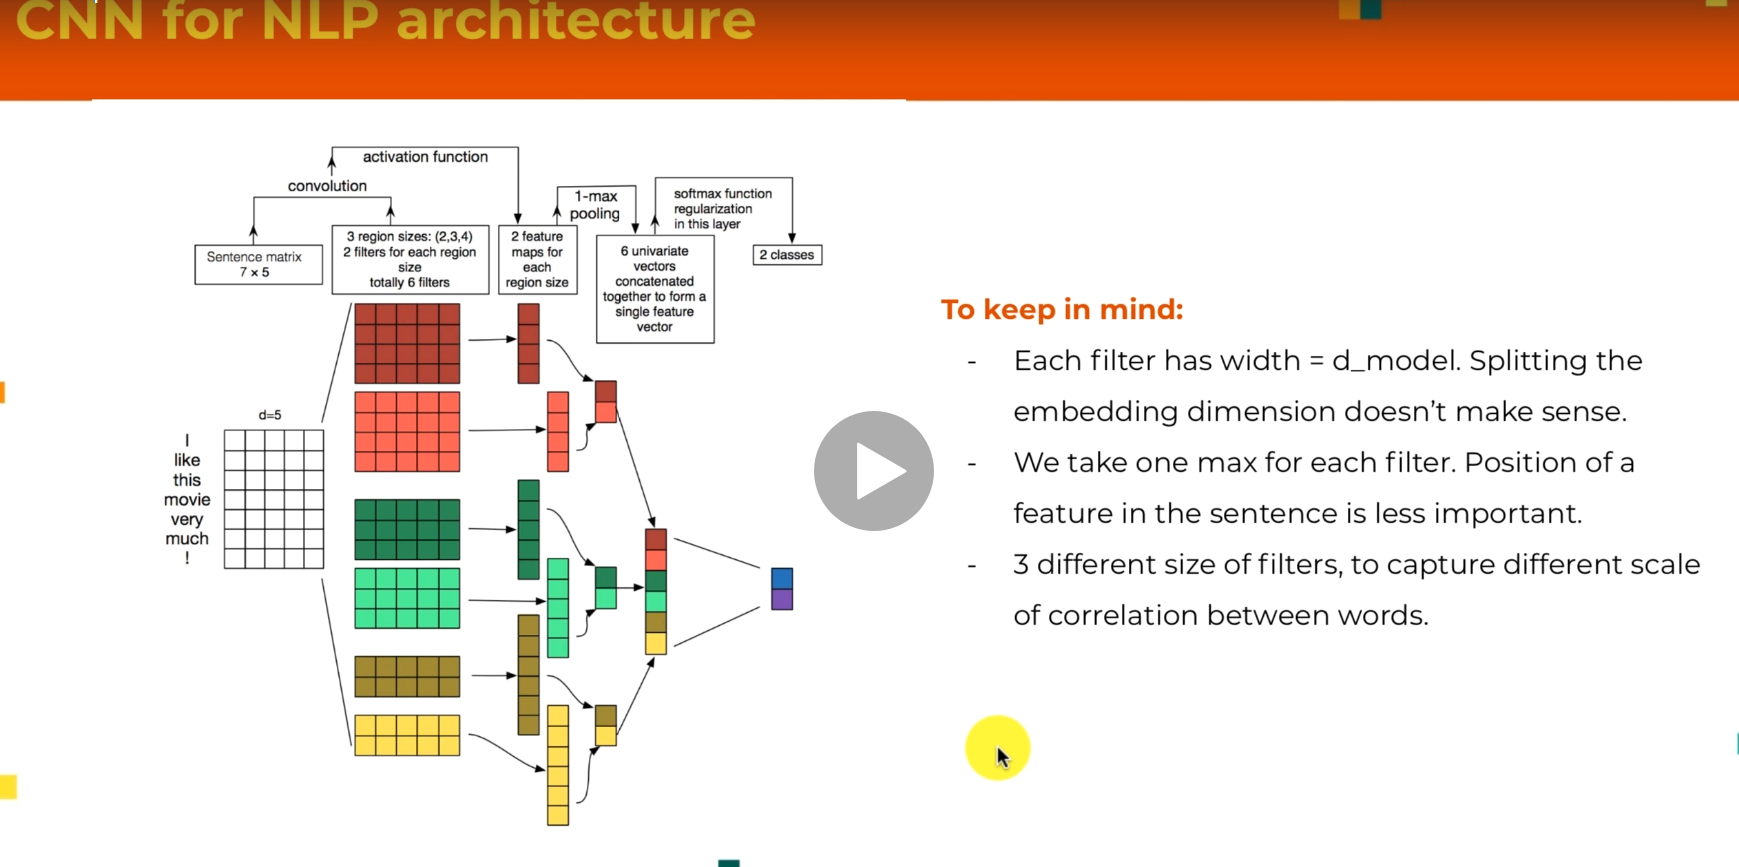 CNN for NLP architecture
activation function
convolution
1-max
pooling
softmax function
regularization
in this layer
Sentence matrix
7 × 5
3 region sizes: (2,3,4)
2 filters for each region
size
totally 6 filters
2 feature
maps for
each
region size
6 univariate
vectors
concatenated
together to form a
single feature
vector
2 classes
d=5
I
like
this
movie
very
much
!
To keep in mind:
- Each filter has width = d_model. Splitting the
embedding dimension doesn’t make sense.
- We take one max for each filter. Position of a
feature in the sentence is less important.
- 3 different size of filters, to capture different scale
of correlation between words.